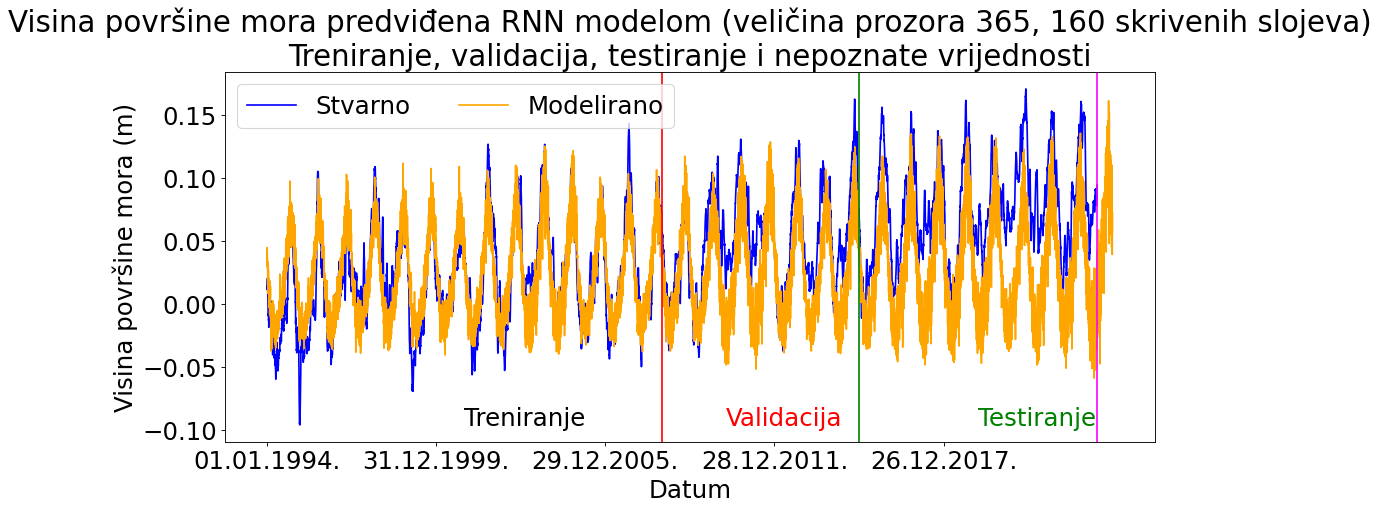 Visina površine mora predviđena RNN modelom (veličina prozora 365, 160 skrivenih slojeva)
Treniranje, validacija, testiranje i nepoznate vrijednosti
Stvarno Modelirano
Visina površine mora (m)
0.15
0.10
0.05
0.00
−0.05
−0.10
Treniranje Validacija Testiranje
01.01.1994. 31.12.1999. 29.12.2005. 28.12.2011. 26.12.2017.
Datum